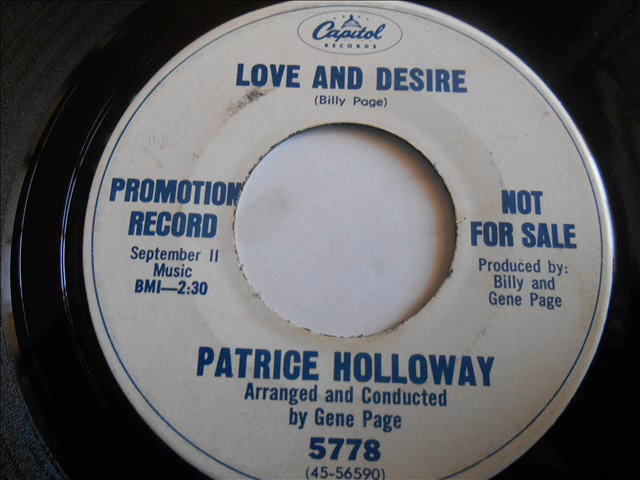 Capitol
RECORDS
LOVE AND DESIRE
(Billy Page)
PROMOTION
RECORD
September 11
Music
BMI—2:30
NOT
FOR SALE
Produced by:
Billy and
Gene Page
PATRICE HOLLOWAY
Arranged and Conducted
by Gene Page
5778
(45-56590)